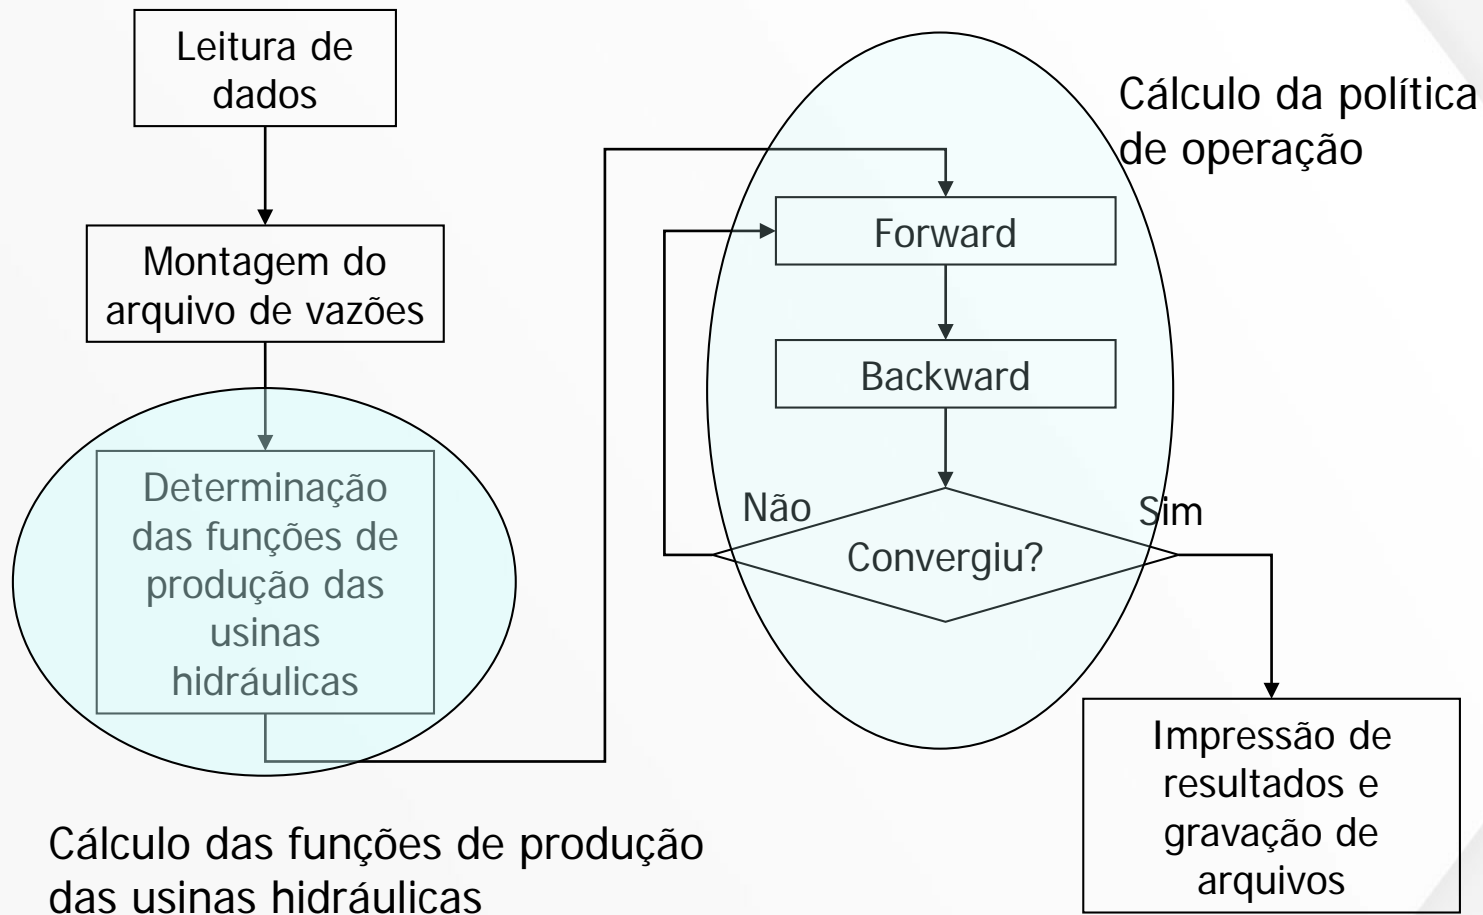 Leitura de
dados
Montagem do
arquivo de vazões
Determinação
das funções de
produção das
usinas
hidráulicas
Cálculo das funções de produção
das usinas hidráulicas
Cálculo da política
de operação
Forward
Backward
Não
Sim
Convergiu?
Impressão de
resultados e
gravação de
arquivos